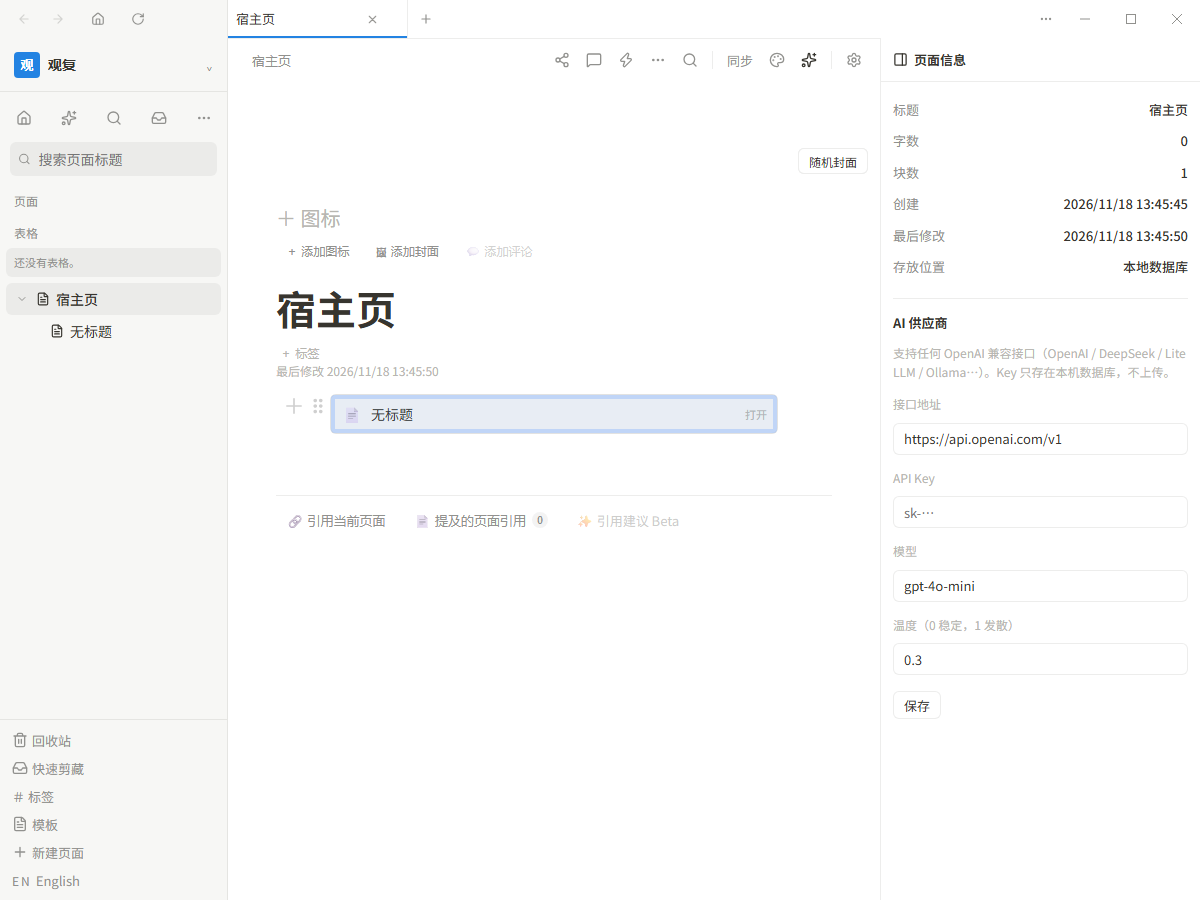 宿主页
观 观复
搜索页面标题
页面
表格
还没有表格。
宿主页
无标题
回收站
快速剪藏
# 标签
模板
新建页面
EN English
宿主页
同步
随机封面
图标
+ 添加图标 添加封面 添加评论
宿主页
+ 标签
最后修改 2026/11/18 13:45:50
无标题 打开
引用当前页面 提及的页面引用 0 引用建议 Beta
页面信息
标题 宿主页
字数 0
块数 1
创建 2026/11/18 13:45:45
最后修改 2026/11/18 13:45:50
存放位置 本地数据库
AI 供应商
支持任何 OpenAI 兼容接口（OpenAI / DeepSeek / Lite
LLM / Ollama…）。Key 只存在本机数据库，不上传。
接口地址
https://api.openai.com/v1
API Key
sk-…
模型
gpt-4o-mini
温度（0 稳定，1 发散）
0.3
保存